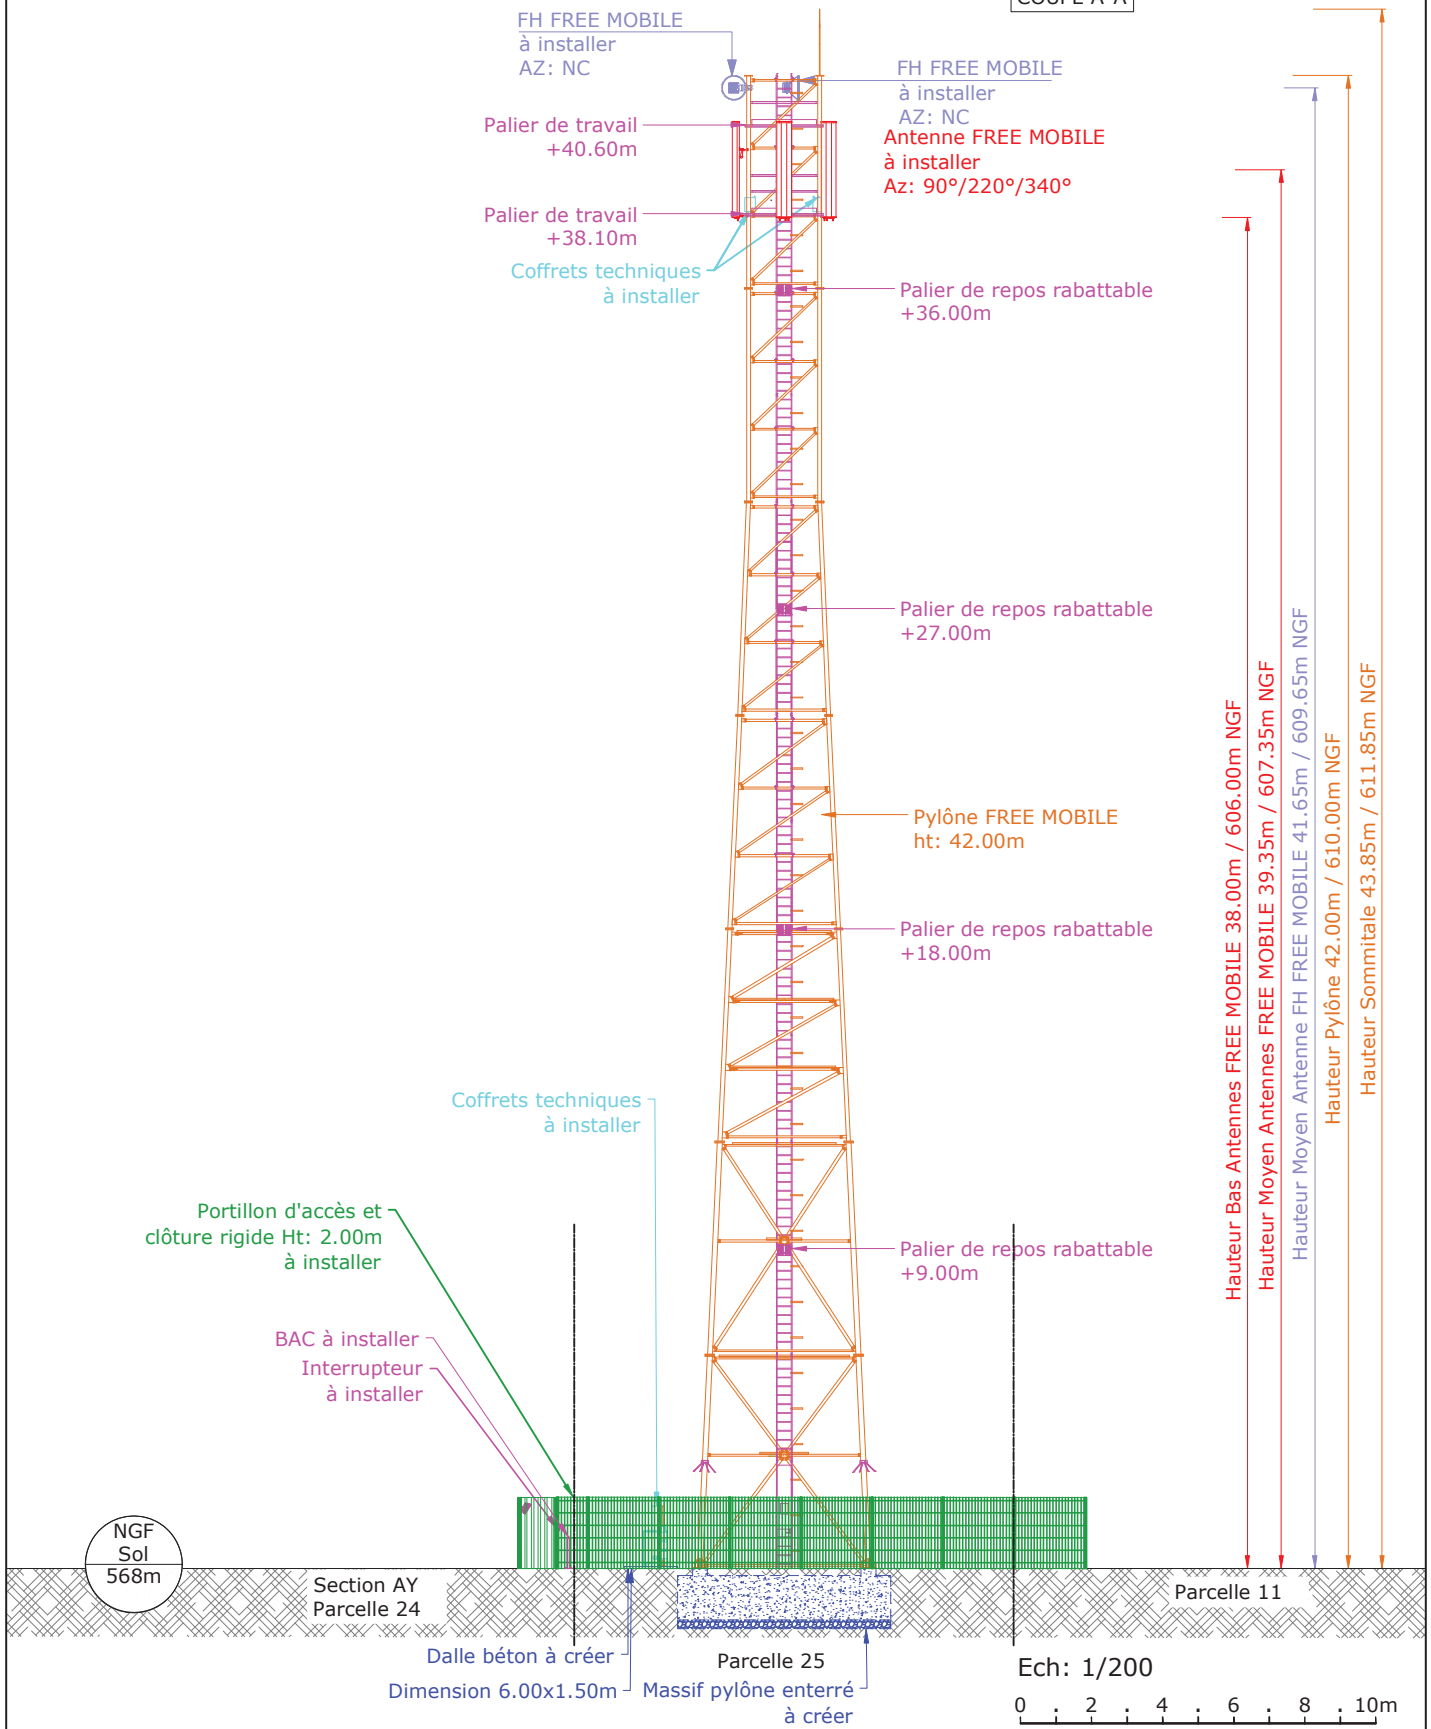 COUPE A-A
FH FREE MOBILE
à installer
AZ: NC
FH FREE MOBILE
à installer
AZ: NC
Palier de travail
+40.60m
Antenne FREE MOBILE
à installer
Az: 90°/220°/340°
Palier de travail
+38.10m
Coffrets techniques
à installer
Palier de repos rabattable
+36.00m
Palier de repos rabattable
+27.00m
Pylône FREE MOBILE
ht: 42.00m
Palier de repos rabattable
+18.00m
Coffrets techniques
à installer
Portillon d'accès et
clôture rigide Ht: 2.00m
à installer
Palier de repos rabattable
+9.00m
BAC à installer
Interrupteur
à installer
Hauteur Bas Antennes FREE MOBILE 38.00m / 606.00m NGF
Hauteur Moyen Antennes FREE MOBILE 39.35m / 607.35m NGF
Hauteur Moyen Antenne FH FREE MOBILE 41.65m / 609.65m NGF
Hauteur Pylône 42.00m / 610.00m NGF
Hauteur Sommitale 43.85m / 611.85m NGF
NGF
Sol
568m
Section AY
Parcelle 24
Parcelle 11
Dalle béton à créer
Dimension 6.00x1.50m
Parcelle 25
Massif pylône enterré
à créer
Ech: 1/200
0 . 2 . 4 . 6 . 8 . 10m